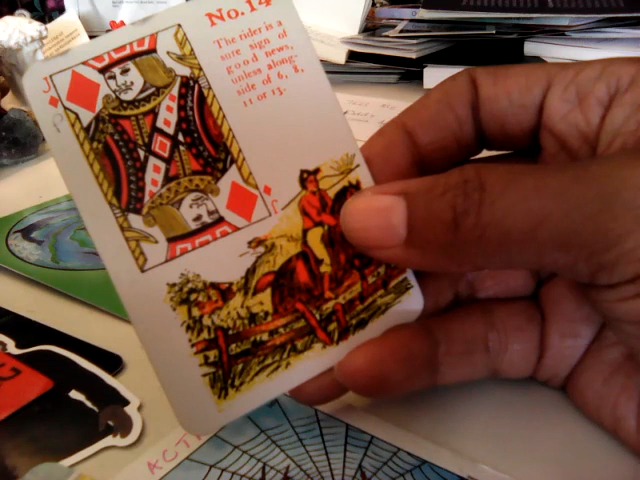 No. 14
The rider is a
sure sign of
good news,
unless along-
side of 6, 8,
11 or 13.
J
J
ACT